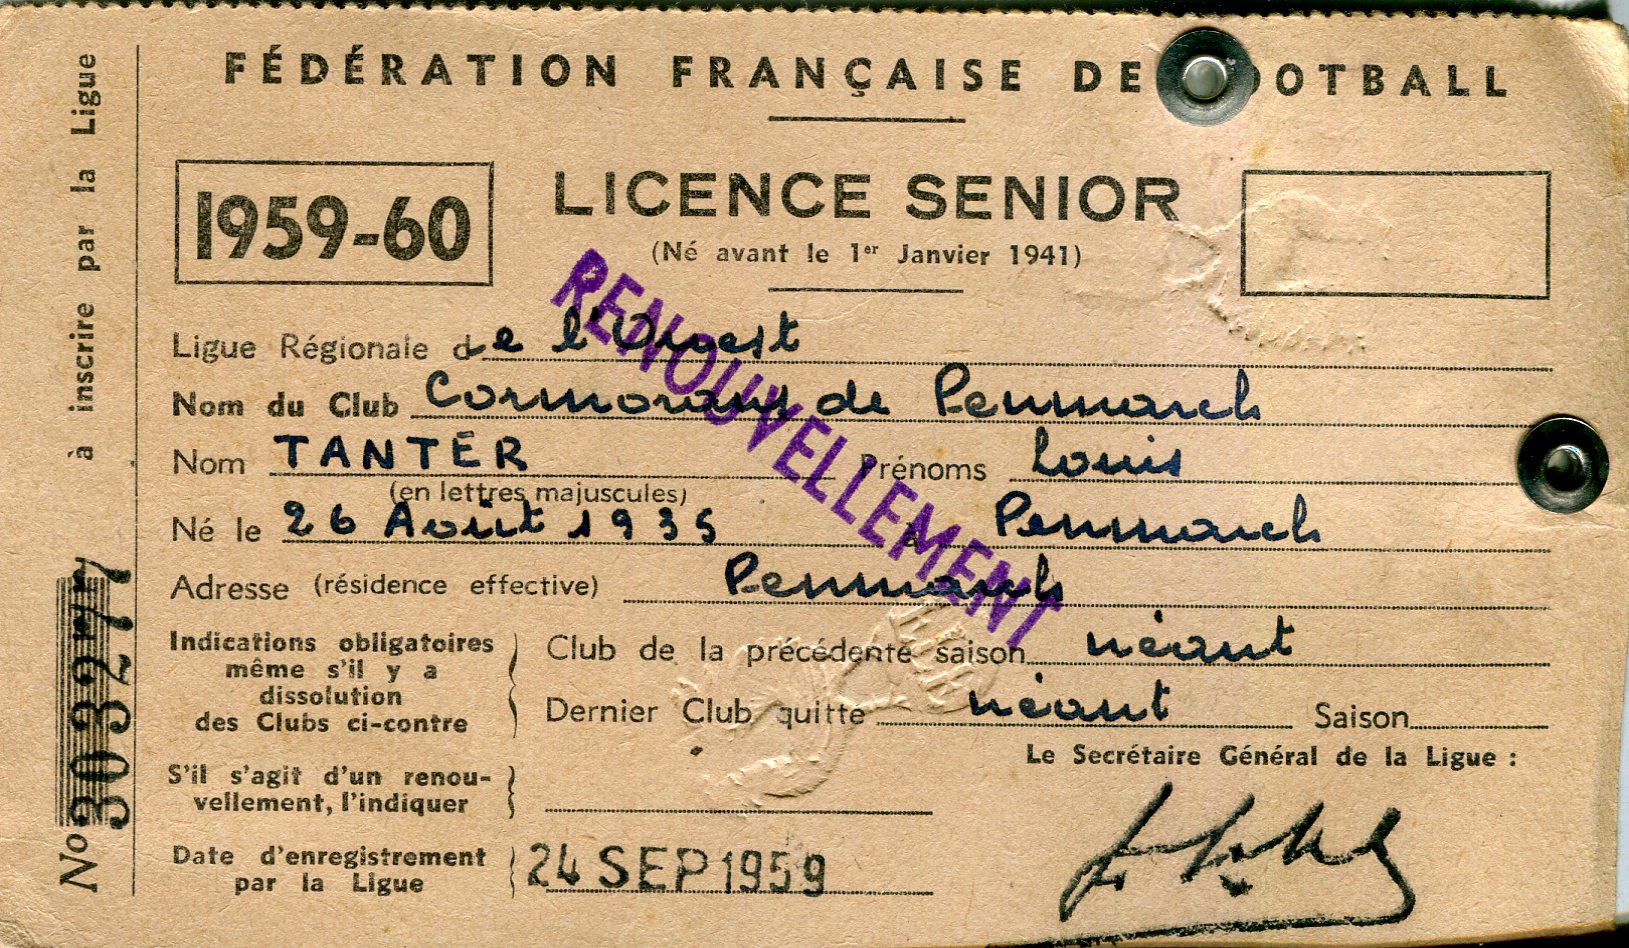 à inscrire par la Ligue
No 303277
FÉDÉRATION FRANÇAISE DE OOTBALL
1959-60
LICENCE SENIOR
(Né avant le 1er Janvier 1941)
RENOUVELLEMENT
Ligue Régionale de l'Ouest
Nom du Club Cormorans de Penmarch
Nom TANTER Prénoms Louis
(en lettres majuscules)
Né le 26 Août 1935 à Penmarch
Adresse (résidence effective) Penmarch
Indications obligatoires
même s'il y a
dissolution
des Clubs ci-contre
Club de la précédente saison néant
Dernier Club quitté néant Saison
Le Secrétaire Général de la Ligue :
S'il s'agit d'un renou-
vellement, l'indiquer
Date d'enregistrement
par la Ligue
24 SEP 1959